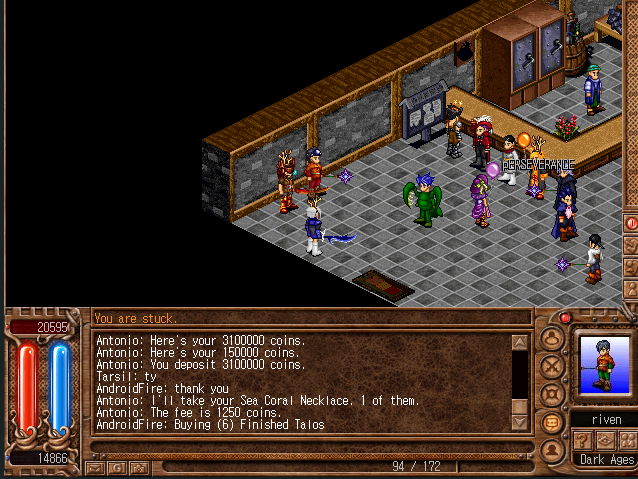 pERSEVERANCE
You are stuck.
20595
Antonio: Here's your 3100000 coins.
Antonio: Here's your 150000 coins.
Antonio: You deposit 3100000 coins.
Tarsil: ty
AndroidFire: thank you
Antonio: I'll take your Sea Coral Necklace. 1 of them.
Antonio: The fee is 1250 coins.
AndroidFire: Buying (6) Finished Talos
riven
14866
94 / 172
Dark Ages